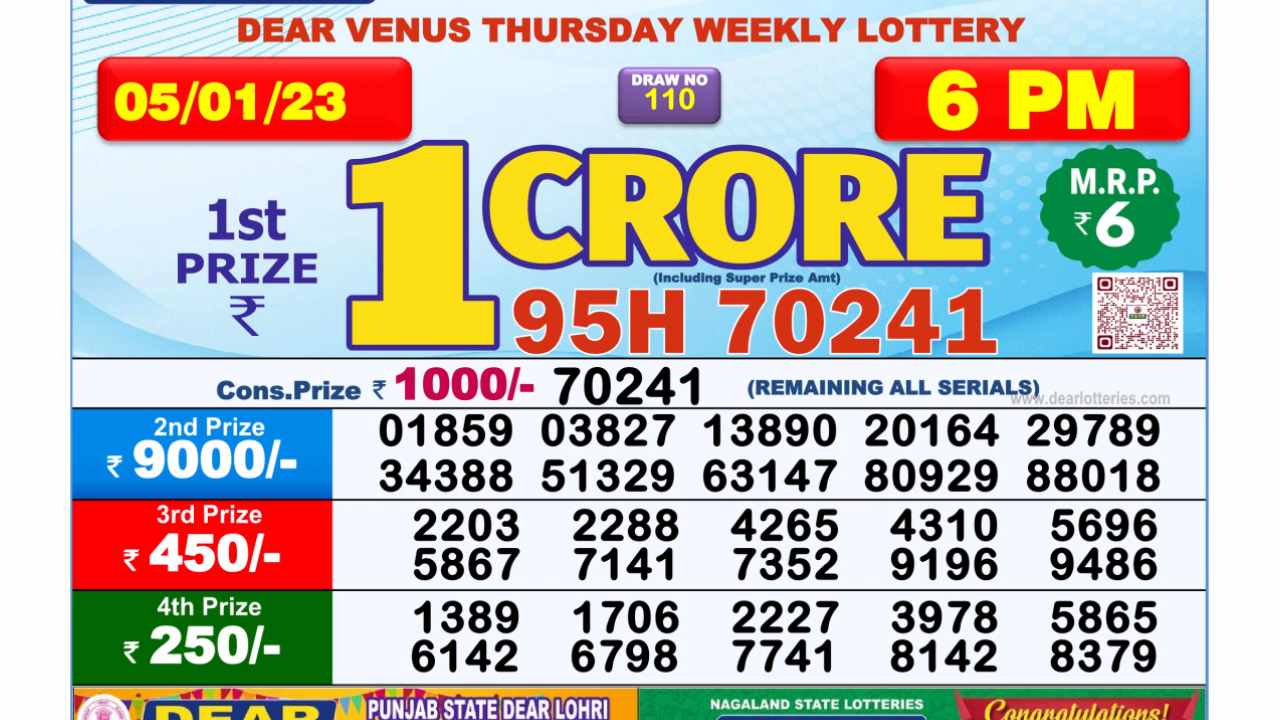 DEAR VENUS THURSDAY WEEKLY LOTTERY
05/01/23
DRAW NO
110
6 PM
1st
PRIZE
₹
1 CRORE
(Including Super Prize Amt)
95H 70241
M.R.P.
₹6
Cons.Prize ₹ 1000/- 70241 (REMAINING ALL SERIALS)
www.dearlotteries.com
2nd Prize
₹ 9000/-
01859 03827 13890 20164 29789
34388 51329 63147 80929 88018
3rd Prize
₹ 450/-
2203 2288 4265 4310 5696
5867 7141 7352 9196 9486
4th Prize
₹ 250/-
1389 1706 2227 3978 5865
6142 6798 7741 8142 8379
DEAR
PUNJAB STATE DEAR LOHRI
NAGALAND STATE LOTTERIES
Congratulations!